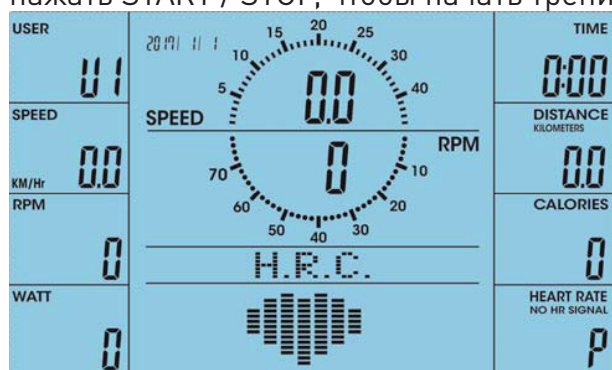 нажать START / STOP, чтобы начать трени
USER
U1
SPEED
0.0
KM/Hr
RPM
0
WATT
0
2017/ 1/ 1
5 10 15 20 25 30 40
0.0
SPEED
RPM
0
70 60 50 40 30 20 10
H.R.C.
TIME
0:00
DISTANCE
KILOMETERS
0.0
CALORIES
0
HEART RATE
NO HR SIGNAL
P